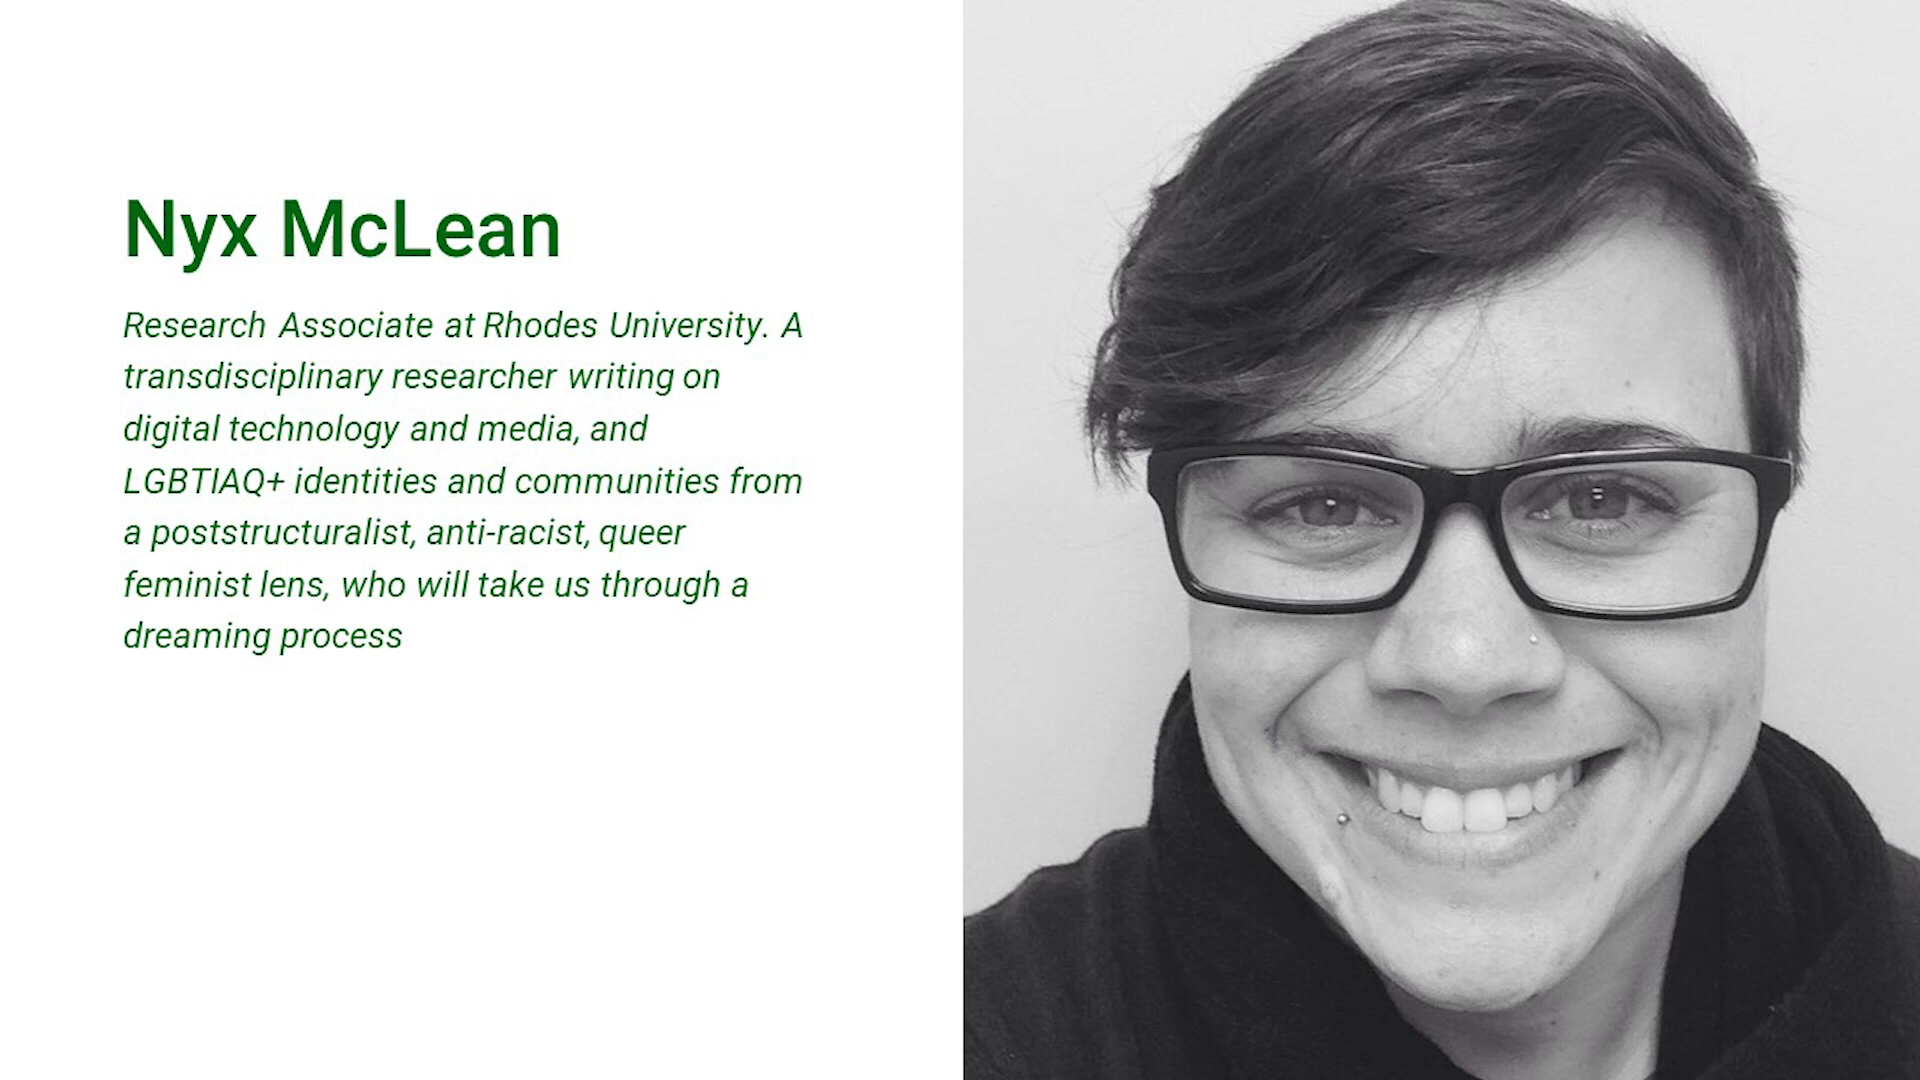 Nyx McLean
Research Associate at Rhodes University. A
transdisciplinary researcher writing on
digital technology and media, and
LGBTIAQ+ identities and communities from
a poststructuralist, anti-racist, queer
feminist lens, who will take us through a
dreaming process